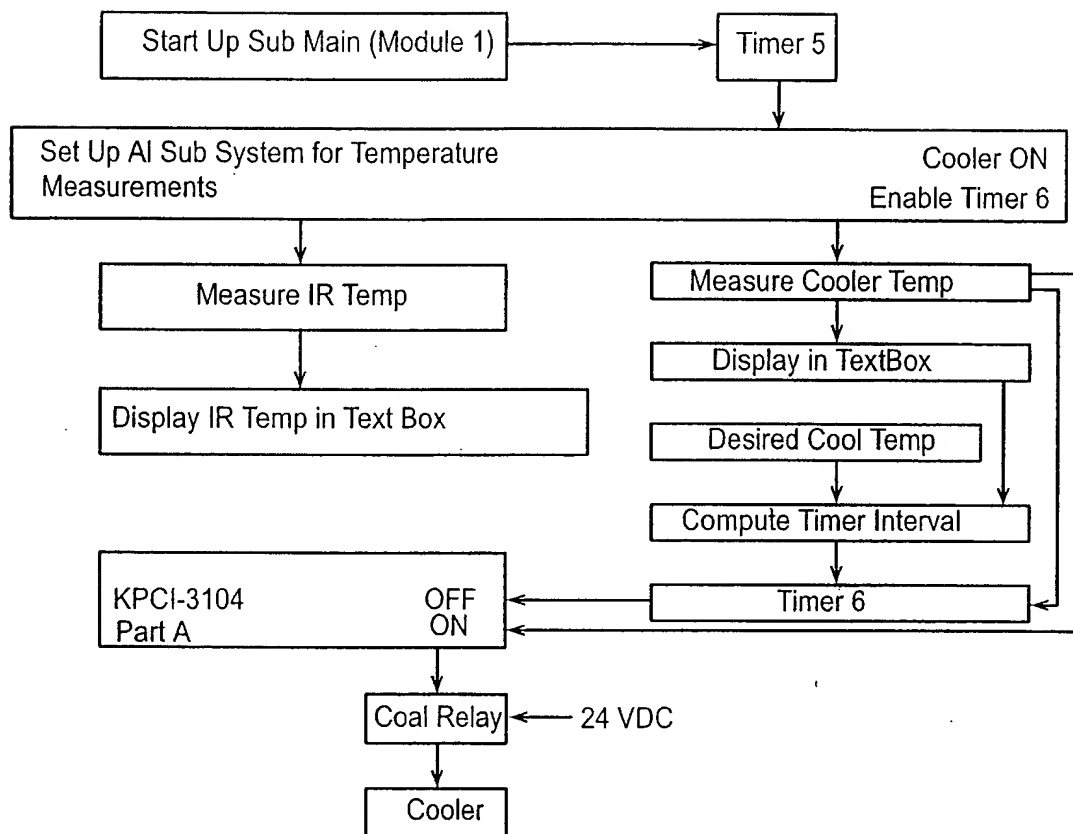 Start Up Sub Main (Module 1)
Timer 5
Set Up AI Sub System for Temperature
Measurements
Cooler ON
Enable Timer 6
Measure IR Temp
Measure Cooler Temp
Display in TextBox
Display IR Temp in Text Box
Desired Cool Temp
Compute Timer Interval
Timer 6
KPCI-3104 OFF
Part A ON
Coal Relay
24 VDC
Cooler